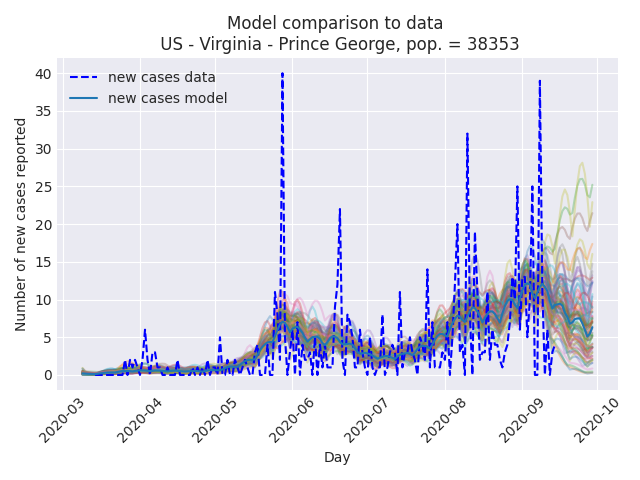 Model comparison to data
US - Virginia - Prince George, pop. = 38353
new cases data
new cases model
Number of new cases reported
40
35
30
25
20
15
10
5
0
2020-03
2020-04
2020-05
2020-06
2020-07
2020-08
2020-09
2020-10
Day